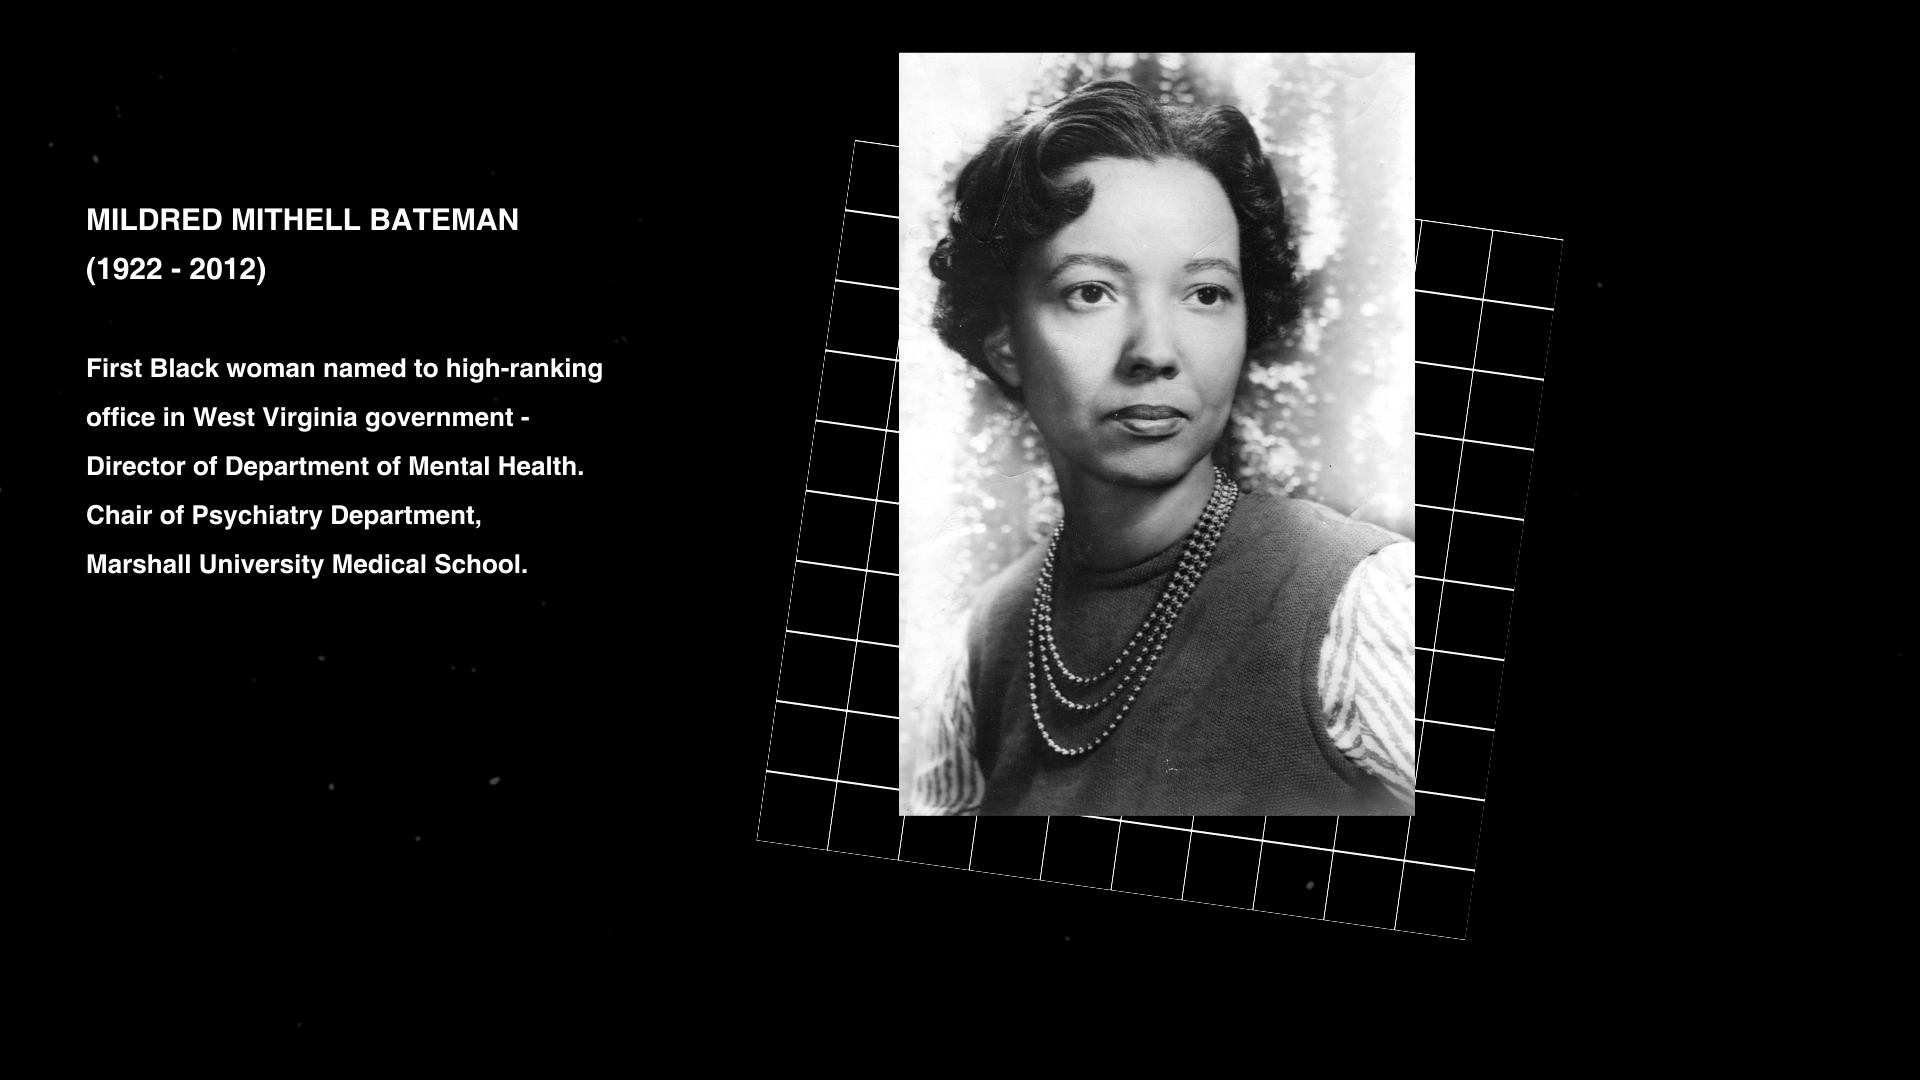 MILDRED MITHELL BATEMAN
(1922 - 2012)
First Black woman named to high-ranking
office in West Virginia government -
Director of Department of Mental Health.
Chair of Psychiatry Department,
Marshall University Medical School.